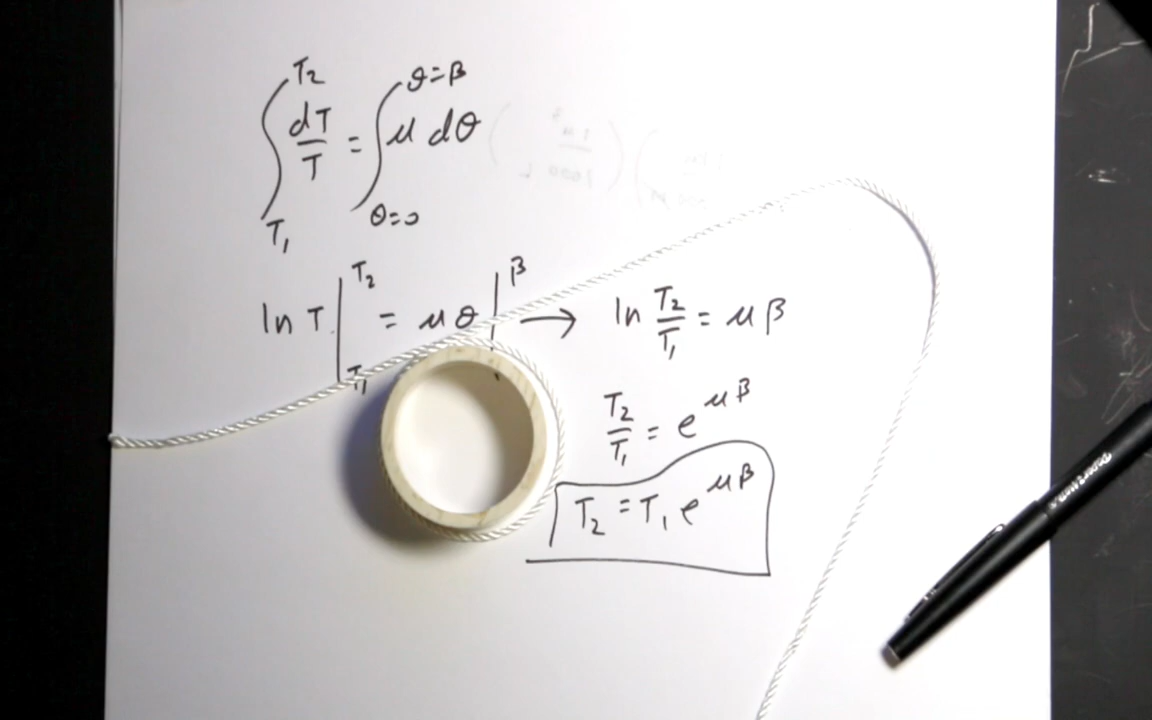 ∫_{T₁}^{T₂} dT/T = ∫_{θ=0}^{θ=β} μ dθ
ln T |_{T₁}^{T₂} = μθ |^{β} → ln T₂/T₁ = μβ
T₂/T₁ = e^{μβ}
T₂ = T₁ e^{μβ}